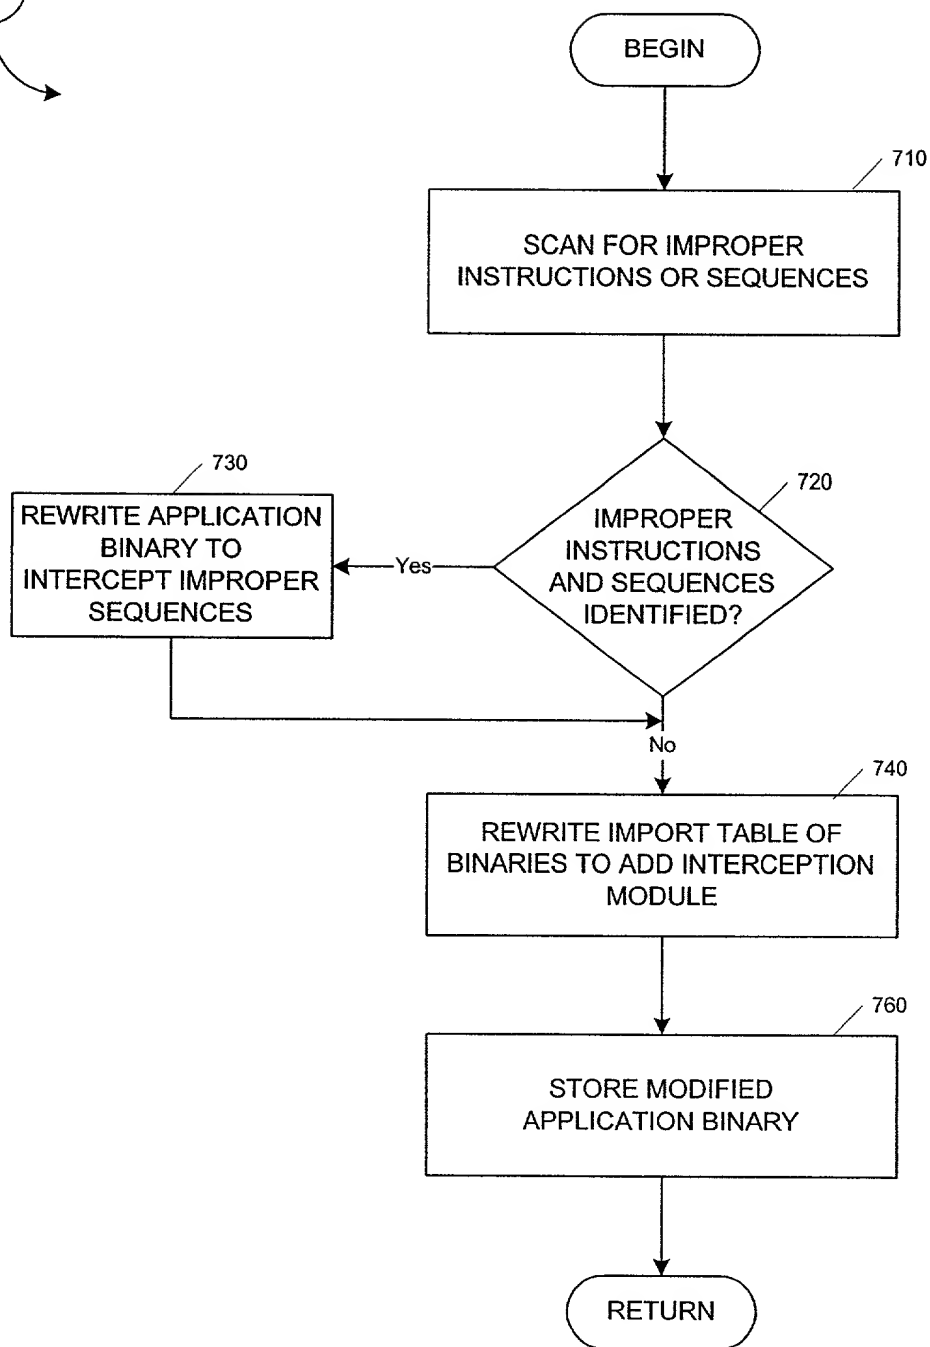 BEGIN
710
SCAN FOR IMPROPER
INSTRUCTIONS OR SEQUENCES
720
IMPROPER
INSTRUCTIONS
AND SEQUENCES
IDENTIFIED?
Yes
730
REWRITE APPLICATION
BINARY TO
INTERCEPT IMPROPER
SEQUENCES
No
740
REWRITE IMPORT TABLE OF
BINARIES TO ADD INTERCEPTION
MODULE
760
STORE MODIFIED
APPLICATION BINARY
RETURN